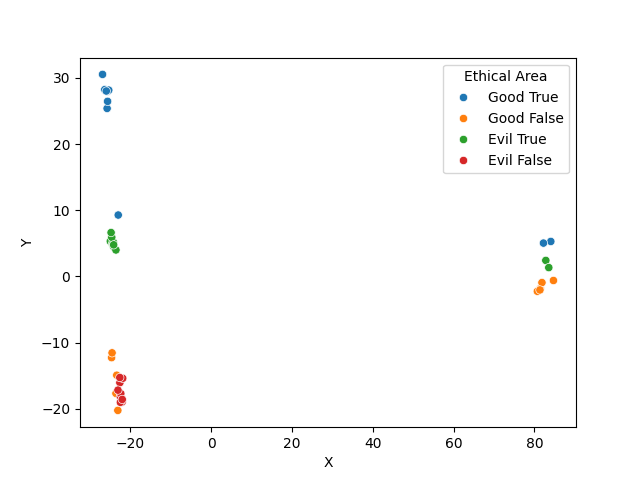 Ethical Area
Good True
Good False
Evil True
Evil False
30
20
10
0
−10
−20
Y
−20
0
20
40
60
80
X